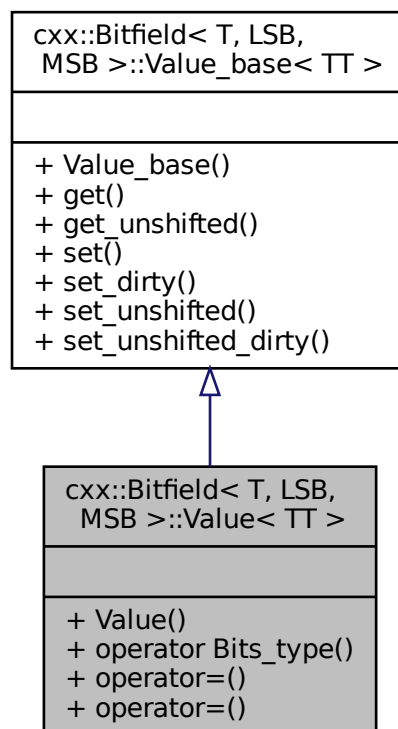 cxx::Bitfield< T, LSB,
MSB >::Value_base< TT >
+ Value_base()
+ get()
+ get_unshifted()
+ set()
+ set_dirty()
+ set_unshifted()
+ set_unshifted_dirty()
cxx::Bitfield< T, LSB,
MSB >::Value< TT >
+ Value()
+ operator Bits_type()
+ operator=()
+ operator=()